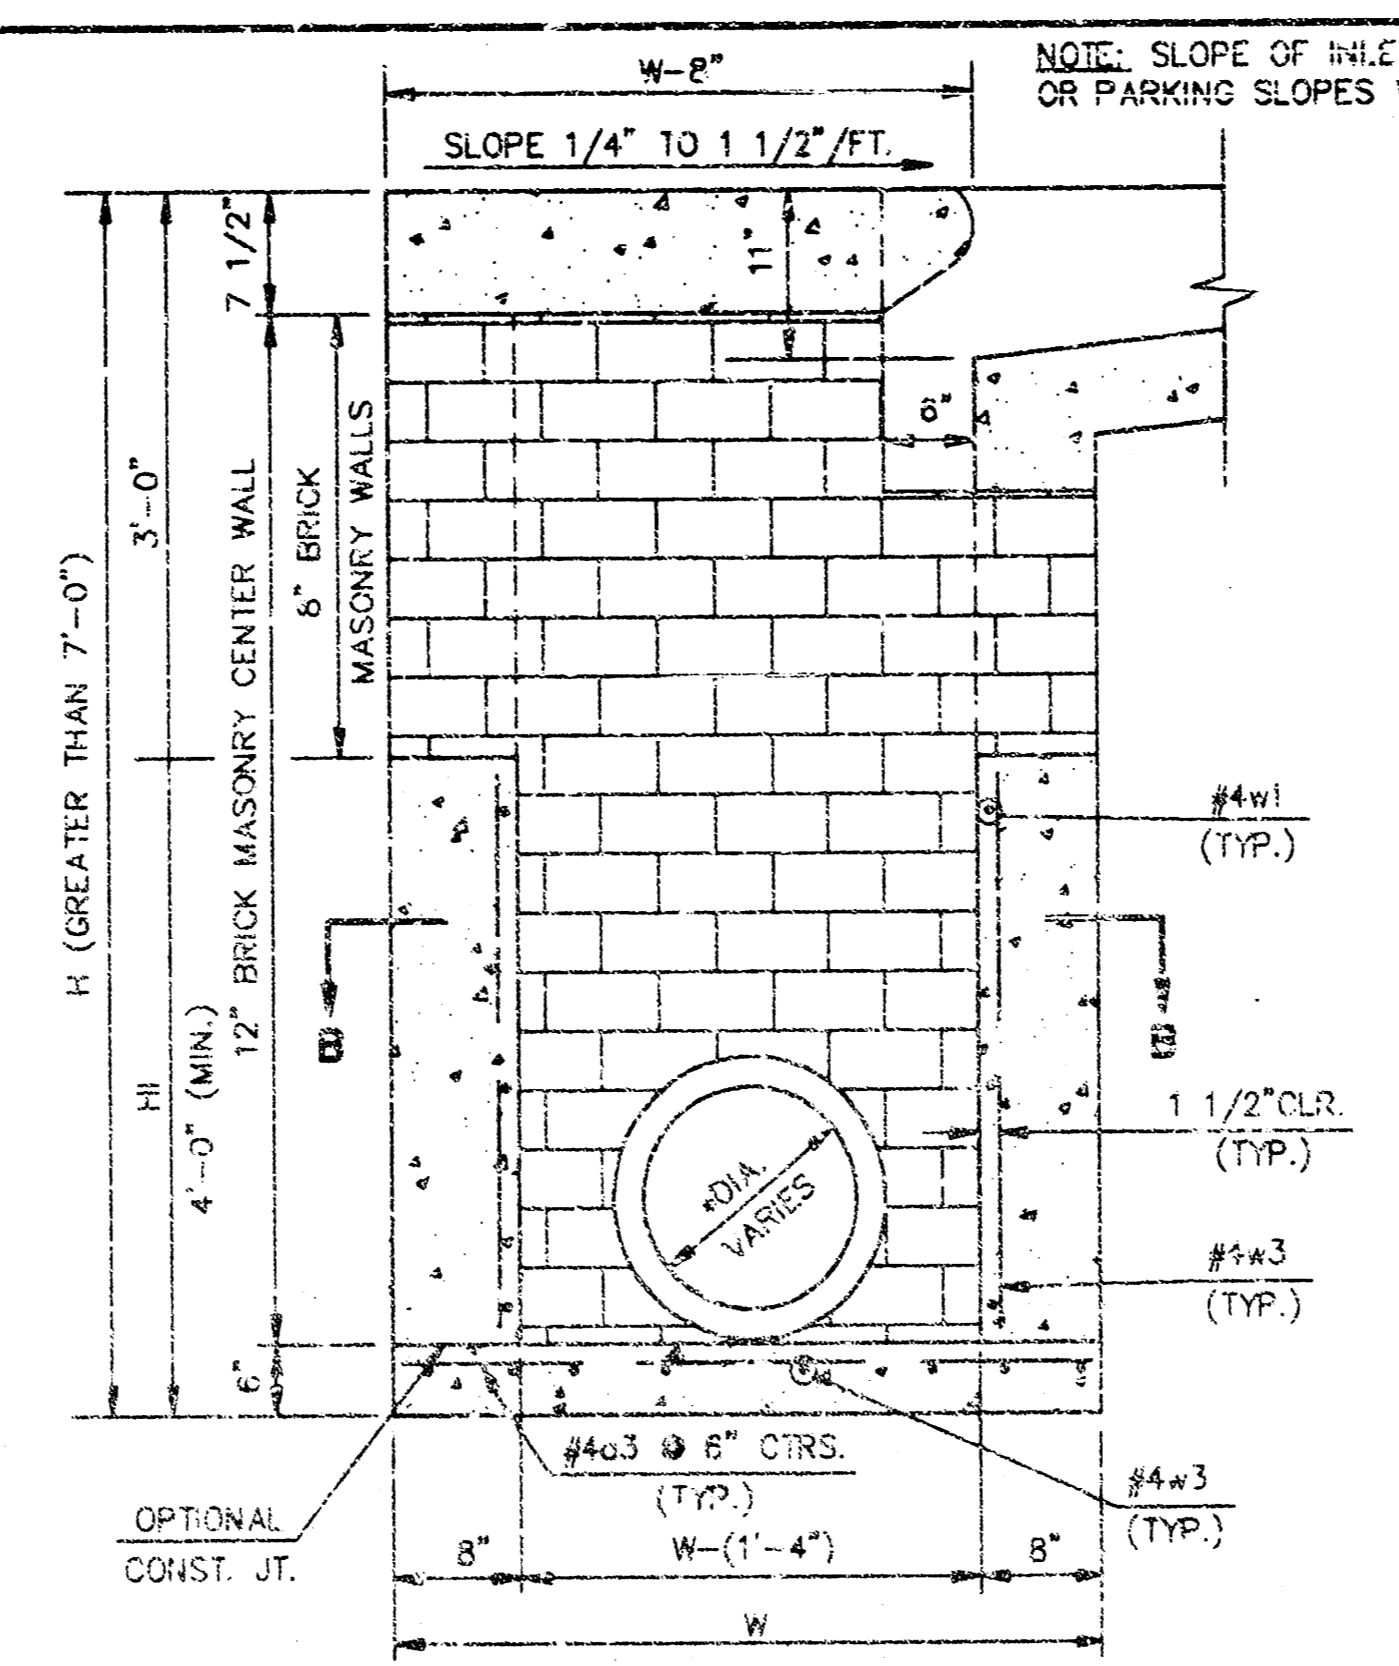 NOTE: SLOPE OF INLE
OR PARKING SLOPES
W-8"
SLOPE 1/4" TO 1 1/2"/FT.
7 1/2"
11"
3'-0"
8" BRICK
MASONRY WALLS
12" BRICK MASONRY CENTER WALL
H (GREATER THAN 7'-0")
#4w1
(TYP.)
H1
4'-0" (MIN.)
1 1/2" CLR.
(TYP.)
DIA.
VARIES
#4w3
(TYP.)
6"
#4a3 @ 6" CTRS.
(TYP.)
#4w3
(TYP.)
OPTIONAL
CONST. JT.
8"
W-(1'-4")
8"
W